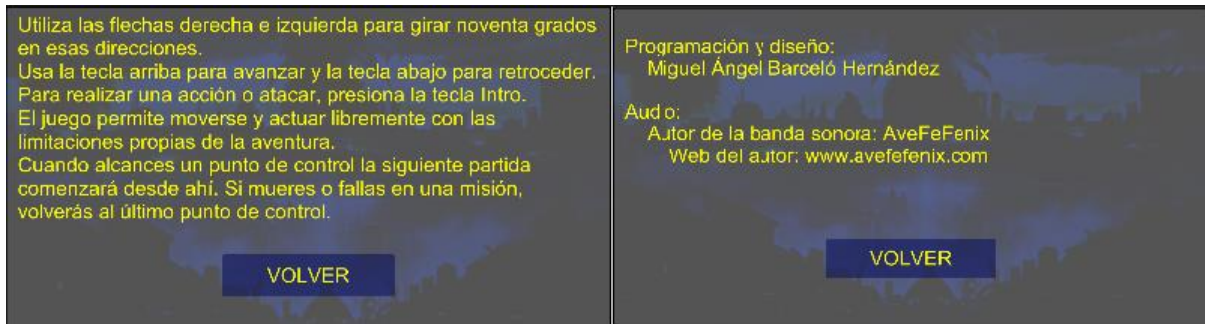 Utiliza las flechas derecha e izquierda para girar noventa grados
en esas direcciones.
Usa la tecla arriba para avanzar y la tecla abajo para retroceder.
Para realizar una acción o atacar, presiona la tecla Intro.
El juego permite moverse y actuar libremente con las
limitaciones propias de la aventura.
Cuando alcances un punto de control la siguiente partida
comenzará desde ahí. Si mueres o fallas en una misión,
volverás al último punto de control.
VOLVER
Programación y diseño:
Miguel Ángel Barceló Hernández
Audio:
Autor de la banda sonora: AveFeFenix
Web del autor: www.avefefenix.com
VOLVER